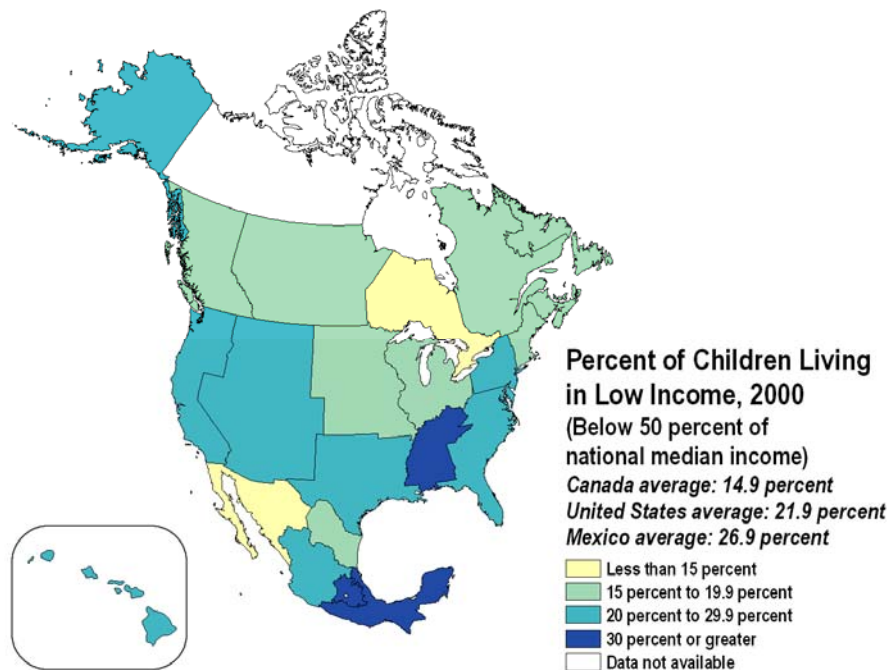 Percent of Children Living
in Low Income, 2000
(Below 50 percent of
national median income)
Canada average: 14.9 percent
United States average: 21.9 percent
Mexico average: 26.9 percent
Less than 15 percent
15 percent to 19.9 percent
20 percent to 29.9 percent
30 percent or greater
Data not available